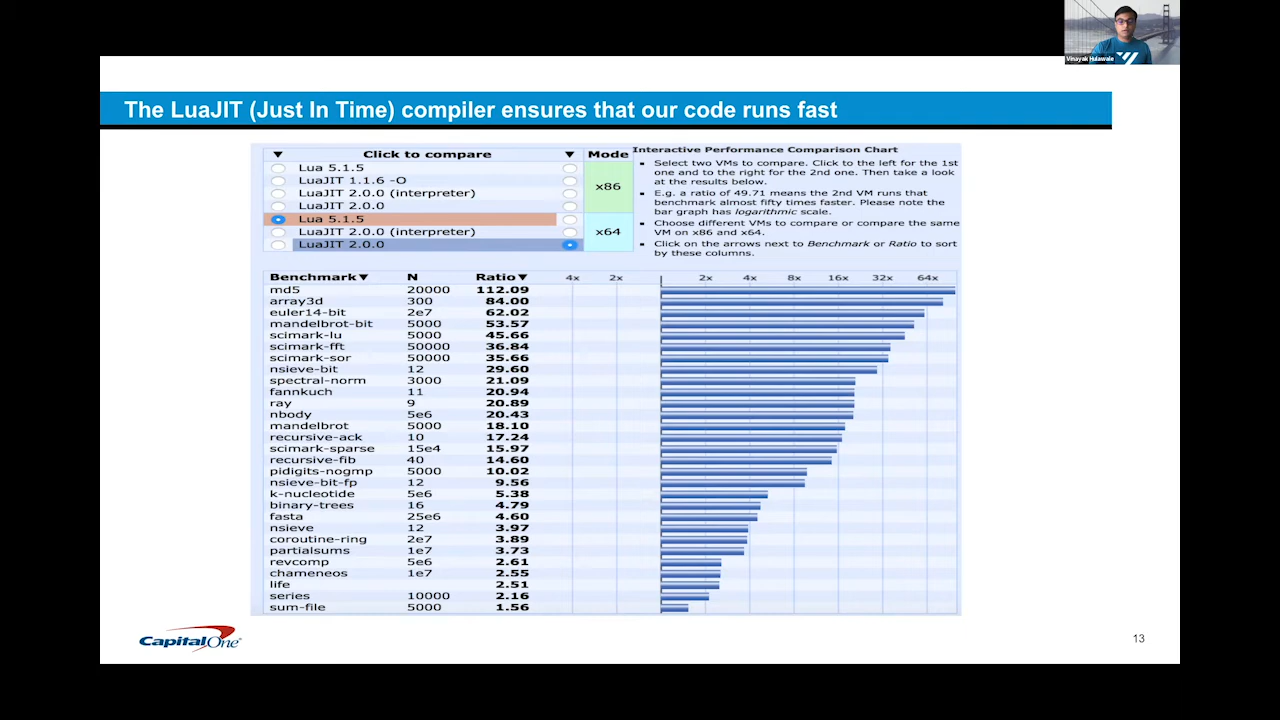 Vinayak Hulawale
The LuaJIT (Just In Time) compiler ensures that our code runs fast
▼ Click to compare ▼ Mode
Lua 5.1.5
LuaJIT 1.1.6 -O
LuaJIT 2.0.0 (interpreter)
LuaJIT 2.0.0
x86
Lua 5.1.5
LuaJIT 2.0.0 (interpreter)
LuaJIT 2.0.0
x64
Interactive Performance Comparison Chart
▪ Select two VMs to compare. Click to the left for the 1st
one and to the right for the 2nd one. Then take a look
at the results below.
▪ E.g. a ratio of 49.71 means the 2nd VM runs that
benchmark almost fifty times faster. Please note the
bar graph has logarithmic scale.
▪ Choose different VMs to compare or compare the same
VM on x86 and x64.
▪ Click on the arrows next to Benchmark or Ratio to sort
by these columns.
Benchmark▼ N Ratio▼ 4x 2x 2x 4x 8x 16x 32x 64x
md5 20000 112.09
array3d 300 84.00
euler14-bit 2e7 62.02
mandelbrot-bit 5000 53.57
scimark-lu 5000 45.66
scimark-fft 50000 36.84
scimark-sor 50000 35.66
nsieve-bit 12 29.60
spectral-norm 3000 21.09
fannkuch 11 20.94
ray 9 20.89
nbody 5e6 20.43
mandelbrot 5000 18.10
recursive-ack 10 17.24
scimark-sparse 15e4 15.97
recursive-fib 40 14.60
pidigits-nogmp 5000 10.02
nsieve-bit-fp 12 9.56
k-nucleotide 5e6 5.38
binary-trees 16 4.79
fasta 25e6 4.60
nsieve 12 3.97
coroutine-ring 2e7 3.89
partialsums 1e7 3.73
revcomp 5e6 2.61
chameneos 1e7 2.55
life 2.51
series 10000 2.16
sum-file 5000 1.56
CapitalOne
13